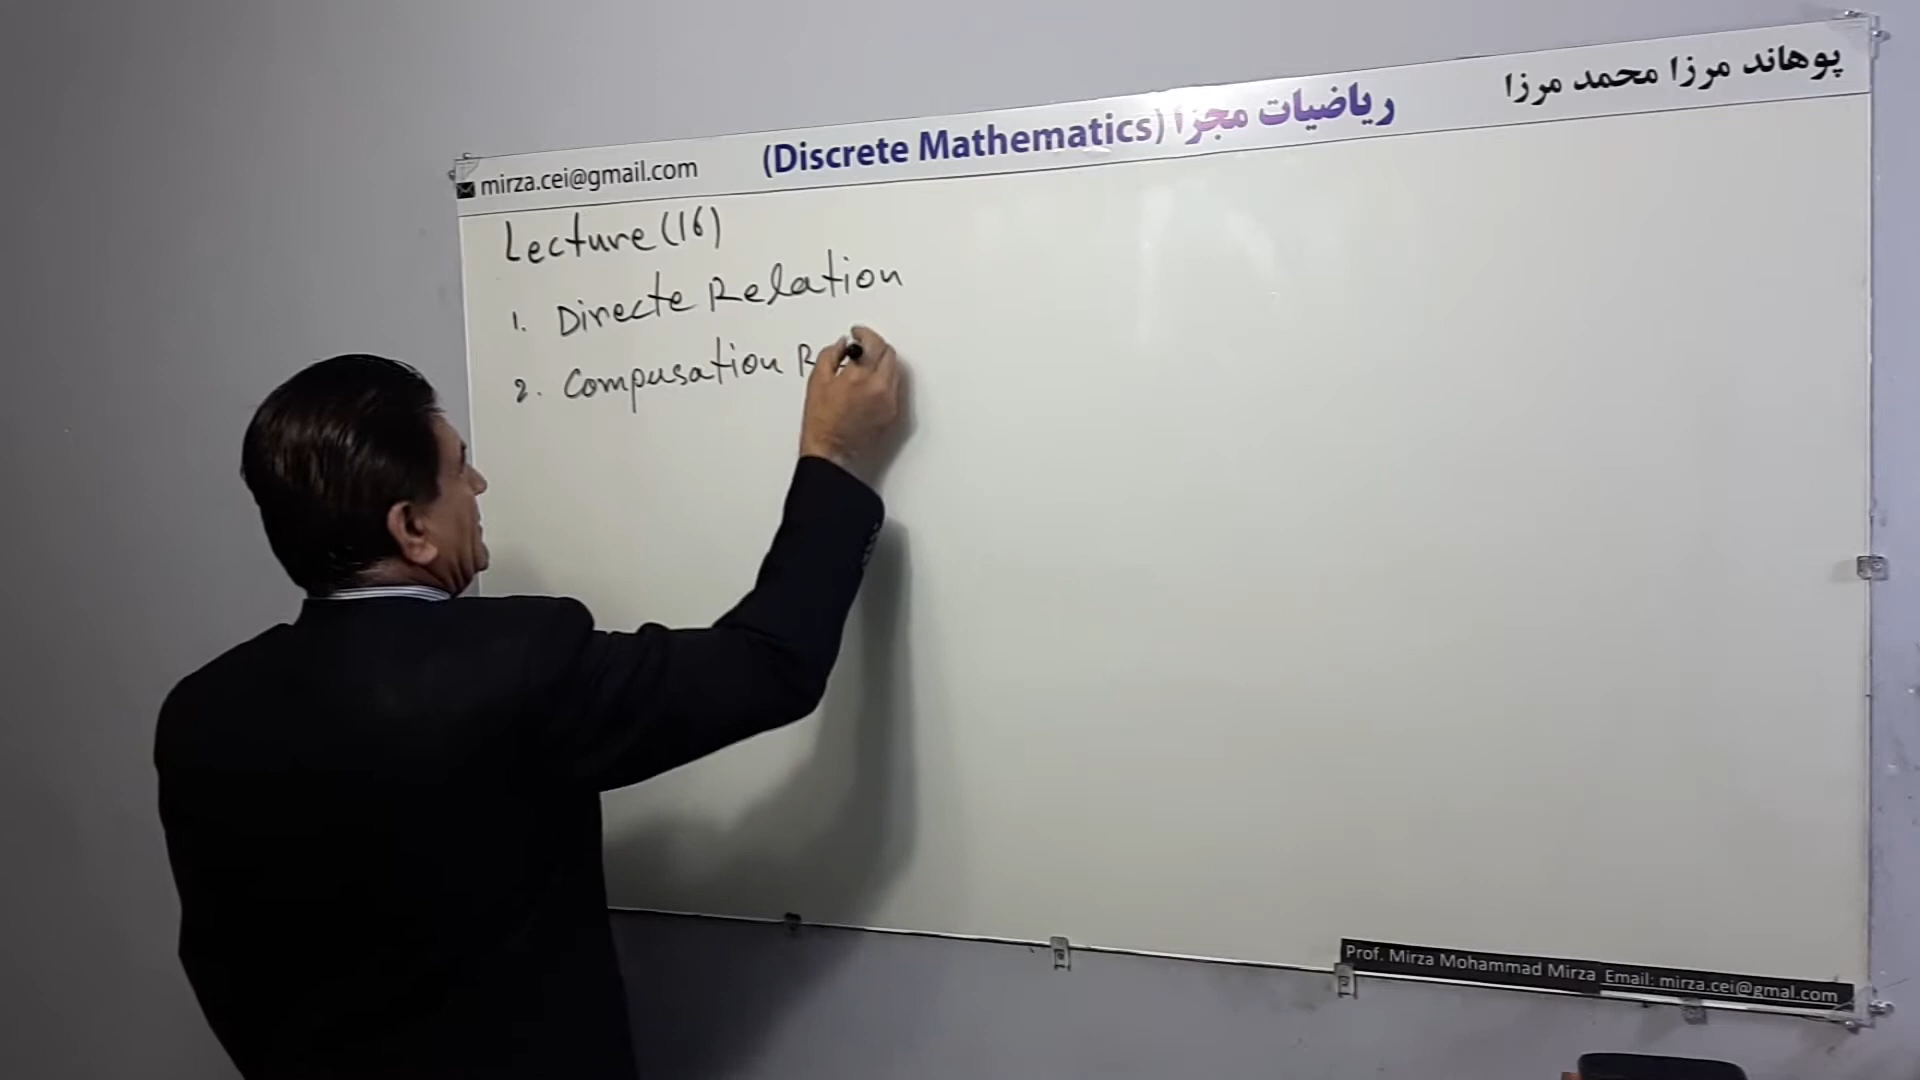 mirza.cei@gmail.com (Discrete Mathematics) ریاضیات مجزا پوهاند مرزا محمد مرزا
Lecture (16)
1. Directe Relation
2. Compusation R
Prof. Mirza Mohammad Mirza Email: mirza.cei@gmal.com